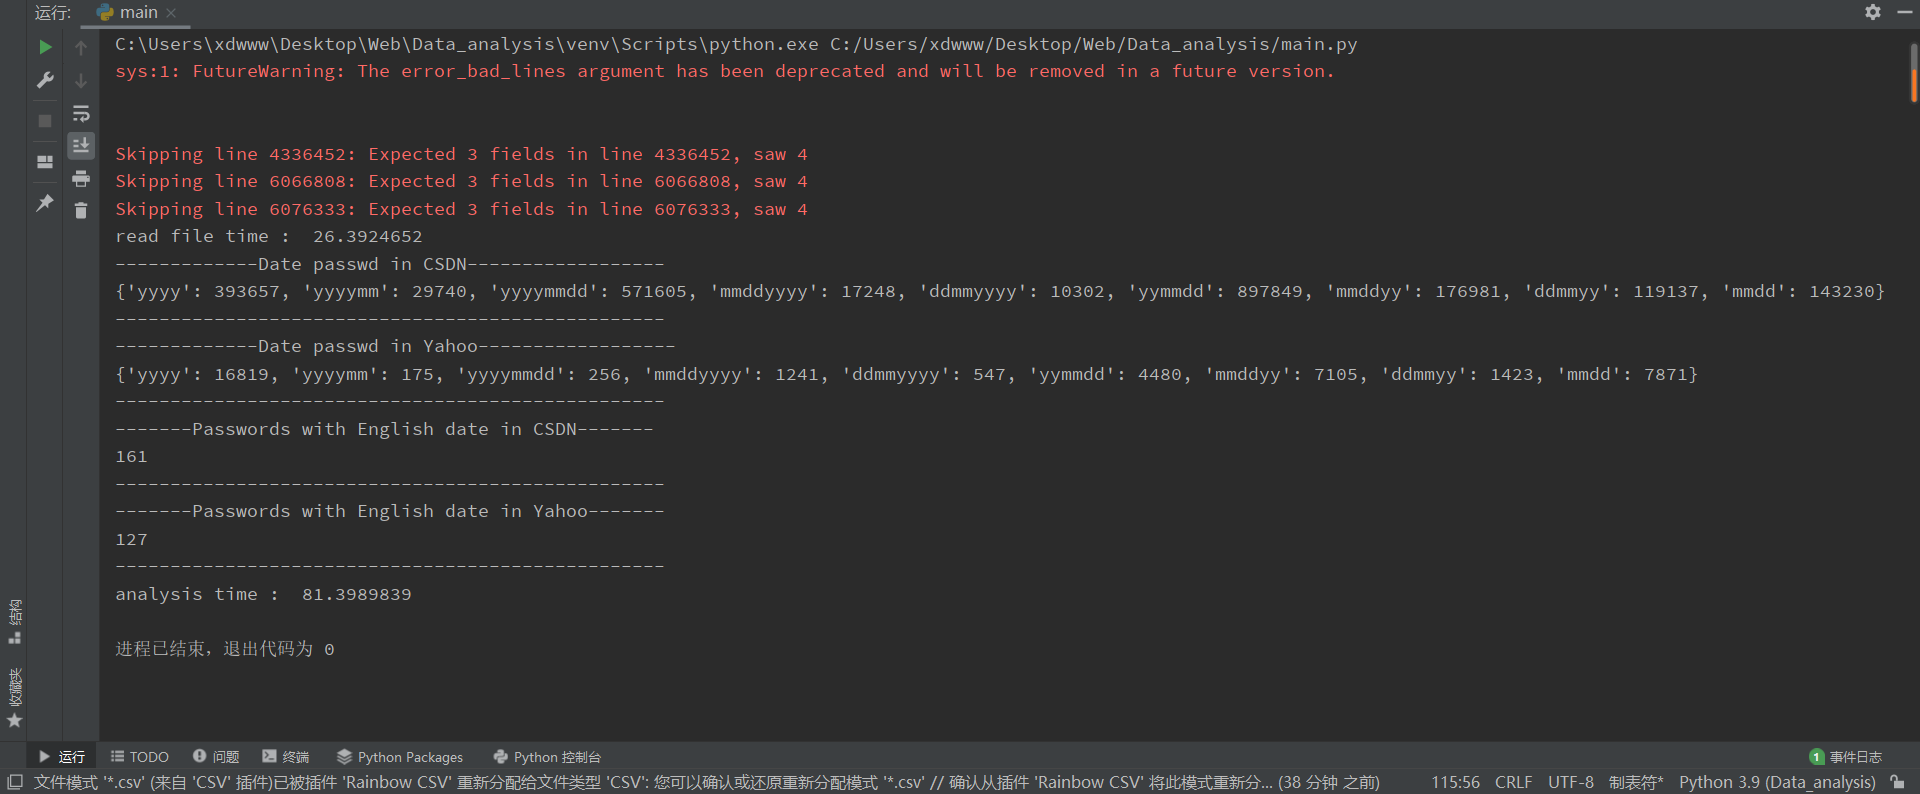 运行: main
C:\Users\xdwww\Desktop\Web\Data_analysis\venv\Scripts\python.exe C:/Users/xdwww/Desktop/Web/Data_analysis/main.py
sys:1: FutureWarning: The error_bad_lines argument has been deprecated and will be removed in a future version.
Skipping line 4336452: Expected 3 fields in line 4336452, saw 4
Skipping line 6066808: Expected 3 fields in line 6066808, saw 4
Skipping line 6076333: Expected 3 fields in line 6076333, saw 4
read file time :  26.3924652
-------------Date passwd in CSDN------------------
{'yyyy': 393657, 'yyyymm': 29740, 'yyyymmdd': 571605, 'mmddyyyy': 17248, 'ddmmyyyy': 10302, 'yymmdd': 897849, 'mmddyy': 176981, 'ddmmyy': 119137, 'mmdd': 143230}
--------------------------------------------------
-------------Date passwd in Yahoo------------------
{'yyyy': 16819, 'yyyymm': 175, 'yyyymmdd': 256, 'mmddyyyy': 1241, 'ddmmyyyy': 547, 'yymmdd': 4480, 'mmddyy': 7105, 'ddmmyy': 1423, 'mmdd': 7871}
--------------------------------------------------
-------Passwords with English date in CSDN-------
161
--------------------------------------------------
-------Passwords with English date in Yahoo-------
127
--------------------------------------------------
analysis time :  81.3989839
进程已结束，退出代码为 0
结构
收藏夹
运行 TODO 问题 终端 Python Packages Python 控制台 1 事件日志
文件模式 '*.csv' (来自 'CSV' 插件)已被插件 'Rainbow CSV' 重新分配给文件类型 'CSV': 您可以确认或还原重新分配模式 '*.csv' // 确认从插件 'Rainbow CSV' 将此模式重新分... (38 分钟 之前) 115:56 CRLF UTF-8 制表符* Python 3.9 (Data_analysis)